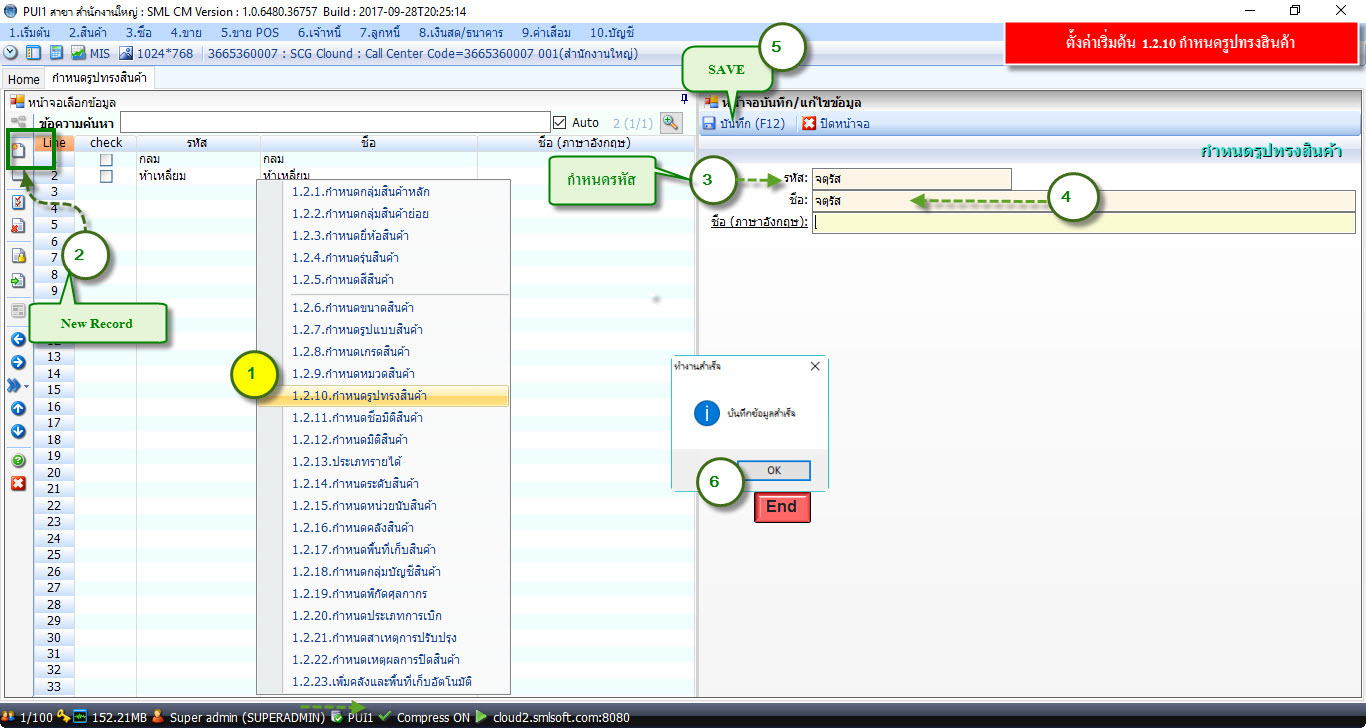 PUI1 สาขา สำนักงานใหญ่ : SML CM Version : 1.0.6480.36757 Build : 2017-09-28T20:25:14
1.เริ่มต้น 2.สินค้า 3.ซื้อ 4.ขาย 5.ขาย POS 6.เจ้าหนี้ 7.ลูกหนี้ 8.เงินสด/ธนาคาร 9.ค่าเสื่อม 10.บัญชี
MIS 1024*768 3665360007 : SCG Clound : Call Center Code=3665360007 001(สำนักงานใหญ่)
ตั้งค่าเริ่มต้น 1.2.10 กำหนดรูปทรงสินค้า
5
SAVE
Home กำหนดรูปทรงสินค้า
หน้าจอเลือกข้อมูล
ข้อความค้นหา Auto 2 (1/1)
Line check รหัส ชื่อ ชื่อ (ภาษาอังกฤษ)
กลม กลม
2 ห้าเหลี่ยม ห้าเหลี่ยม
3
4
5
6
7
8
9
13
14
15
16
17
18
19
20
21
22
23
24
25
26
27
28
29
30
31
32
33
2
New Record
1
1.2.1.กำหนดกลุ่มสินค้าหลัก
1.2.2.กำหนดกลุ่มสินค้าย่อย
1.2.3.กำหนดยี่ห้อสินค้า
1.2.4.กำหนดรุ่นสินค้า
1.2.5.กำหนดสีสินค้า
1.2.6.กำหนดขนาดสินค้า
1.2.7.กำหนดรูปแบบสินค้า
1.2.8.กำหนดเกรดสินค้า
1.2.9.กำหนดหมวดสินค้า
1.2.10.กำหนดรูปทรงสินค้า
1.2.11.กำหนดชื่อมิติสินค้า
1.2.12.กำหนดมิติสินค้า
1.2.13.ประเภทรายได้
1.2.14.กำหนดระดับสินค้า
1.2.15.กำหนดหน่วยนับสินค้า
1.2.16.กำหนดคลังสินค้า
1.2.17.กำหนดพื้นที่เก็บสินค้า
1.2.18.กำหนดกลุ่มบัญชีสินค้า
1.2.19.กำหนดพิกัดศุลกากร
1.2.20.กำหนดประเภทการเบิก
1.2.21.กำหนดสาเหตุการปรับปรุง
1.2.22.กำหนดเหตุผลการปิดสินค้า
1.2.23.เพิ่มคลังและพื้นที่เก็บอัตโนมัติ
หน้าจอบันทึก/แก้ไขข้อมูล
บันทึก (F12) ปิดหน้าจอ
กำหนดรูปทรงสินค้า
กำหนดรหัส 3 รหัส: จตุรัส
ชื่อ: จตุรัส 4
ชื่อ (ภาษาอังกฤษ):
ทำงานสำเร็จ
บันทึกข้อมูลสำเร็จ
OK
6
End
1/100 152.21MB Super admin (SUPERADMIN) PUI1 Compress ON cloud2.smlsoft.com:8080